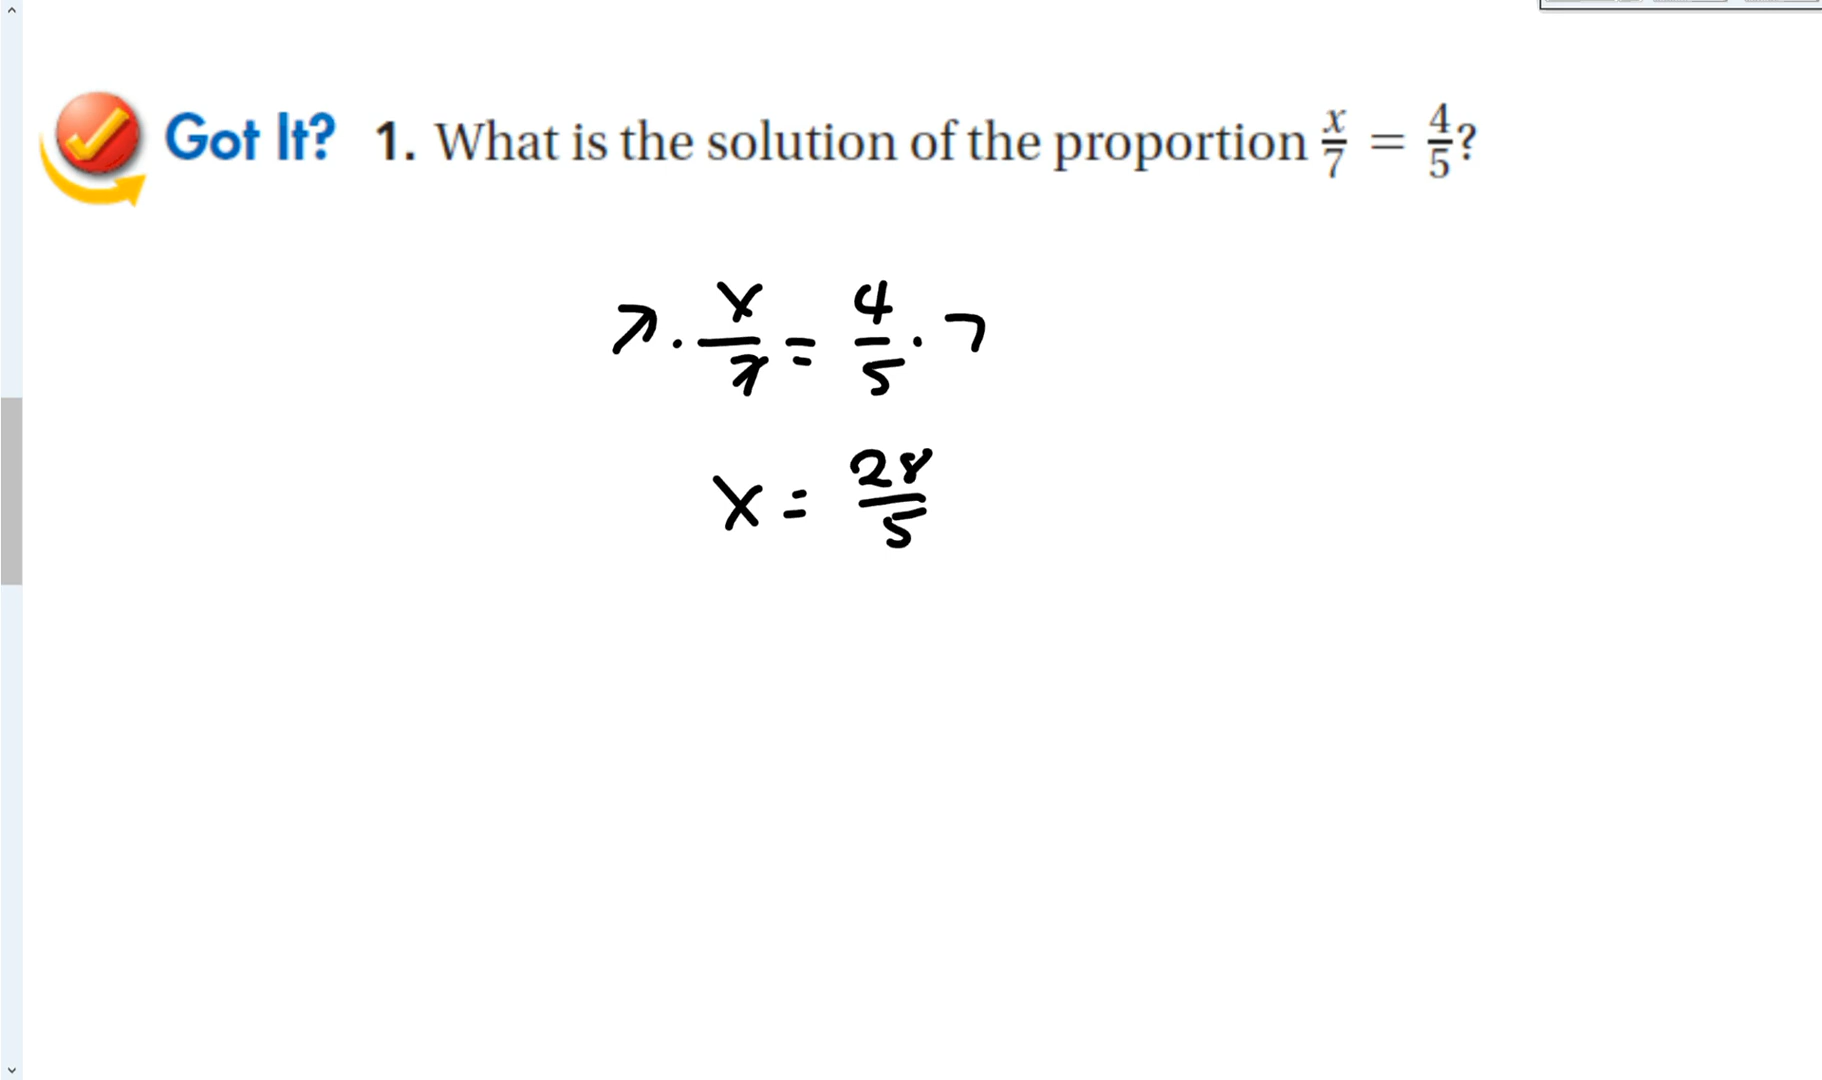 Got It? 1. What is the solution of the proportion x/7 = 4/5?
7 · x/7 = 4/5 · 7
x = 28/5